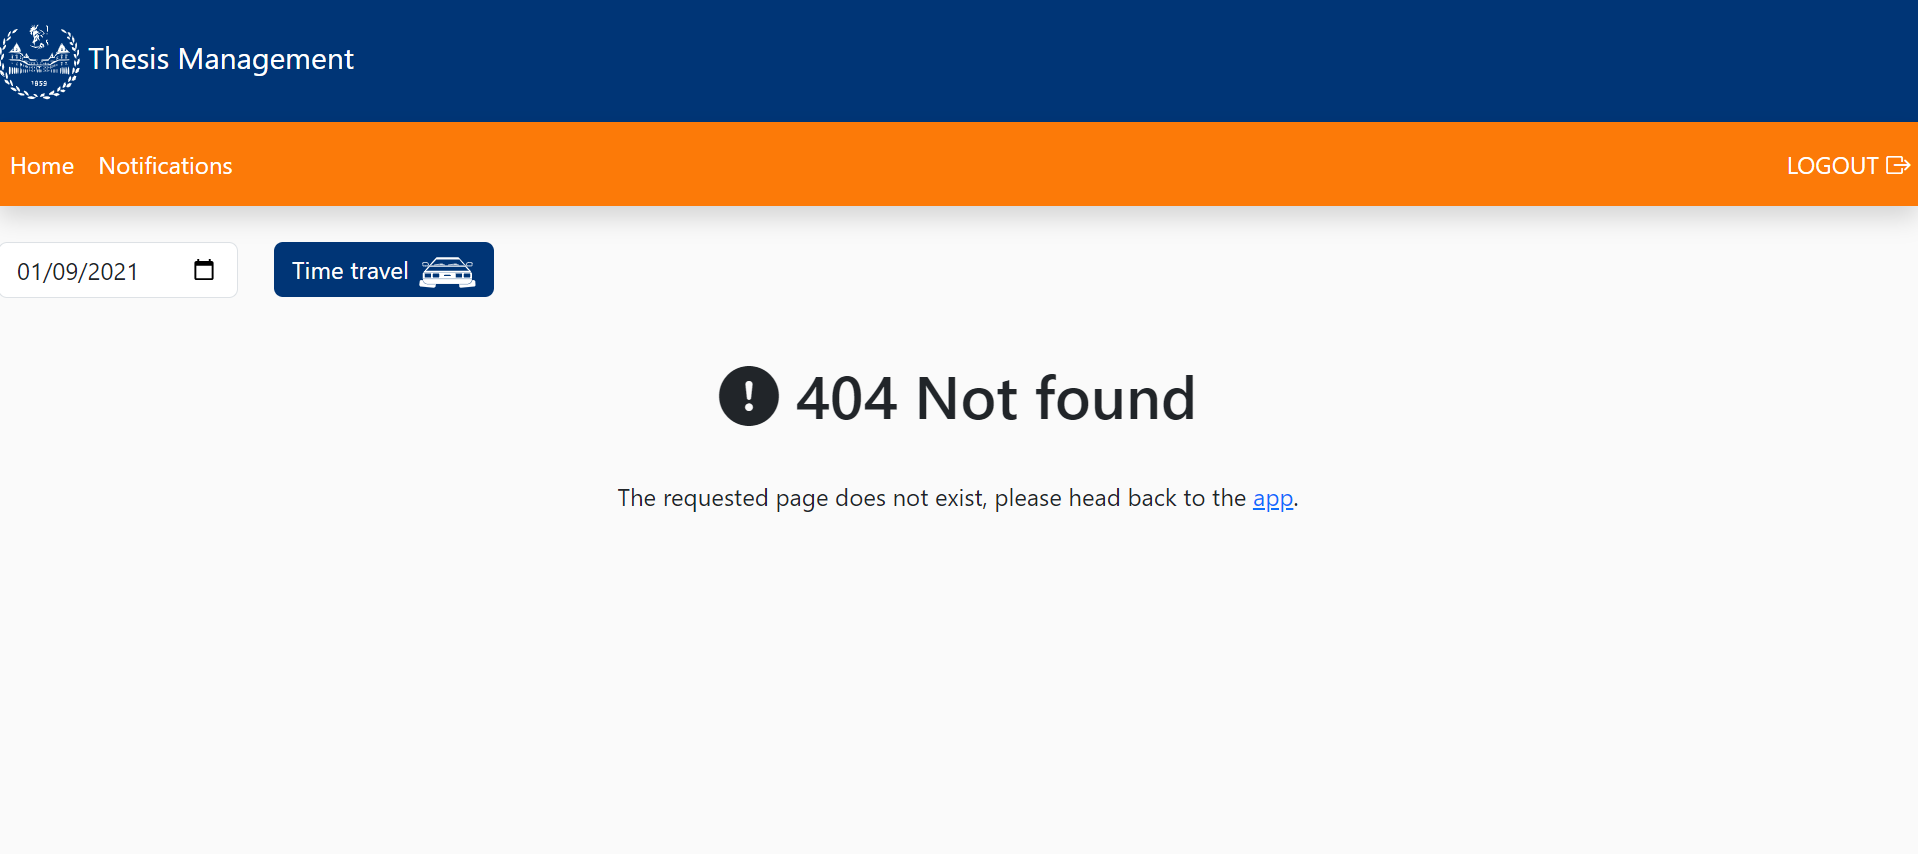 1859
Thesis Management
Home Notifications LOGOUT
01/09/2021 Time travel
404 Not found
The requested page does not exist, please head back to the app.